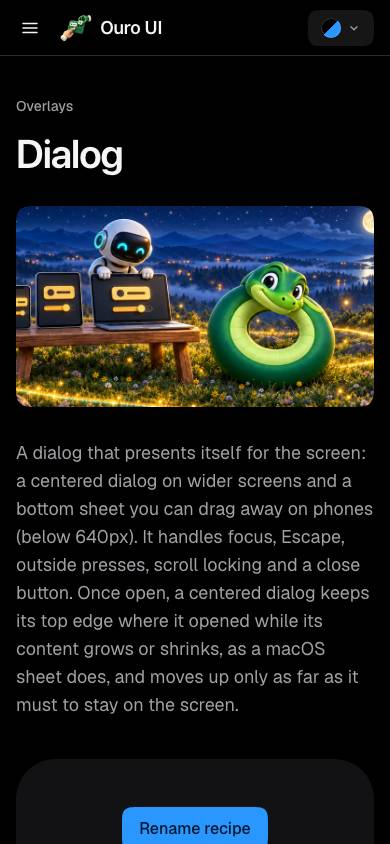 Ouro UI
Overlays
Dialog
A dialog that presents itself for the screen:
a centered dialog on wider screens and a
bottom sheet you can drag away on phones
(below 640px). It handles focus, Escape,
outside presses, scroll locking and a close
button. Once open, a centered dialog keeps
its top edge where it opened while its
content grows or shrinks, as a macOS
sheet does, and moves up only as far as it
must to stay on the screen.
Rename recipe